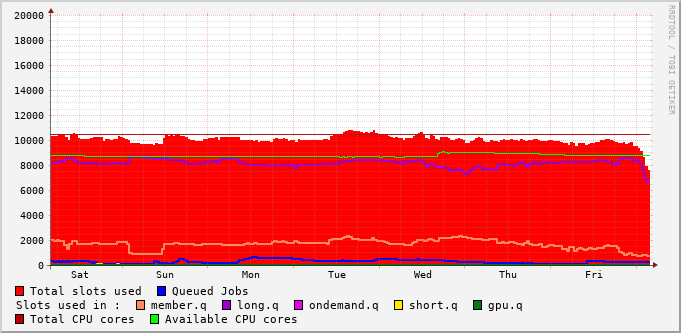 20000
18000
16000
14000
12000
10000
8000
6000
4000
2000
0
Sat Sun Mon Tue Wed Thu Fri
RRDTOOL / TOBI OETIKER
Total slots used Queued Jobs
Slots used in : member.q long.q ondemand.q short.q gpu.q
Total CPU cores Available CPU cores